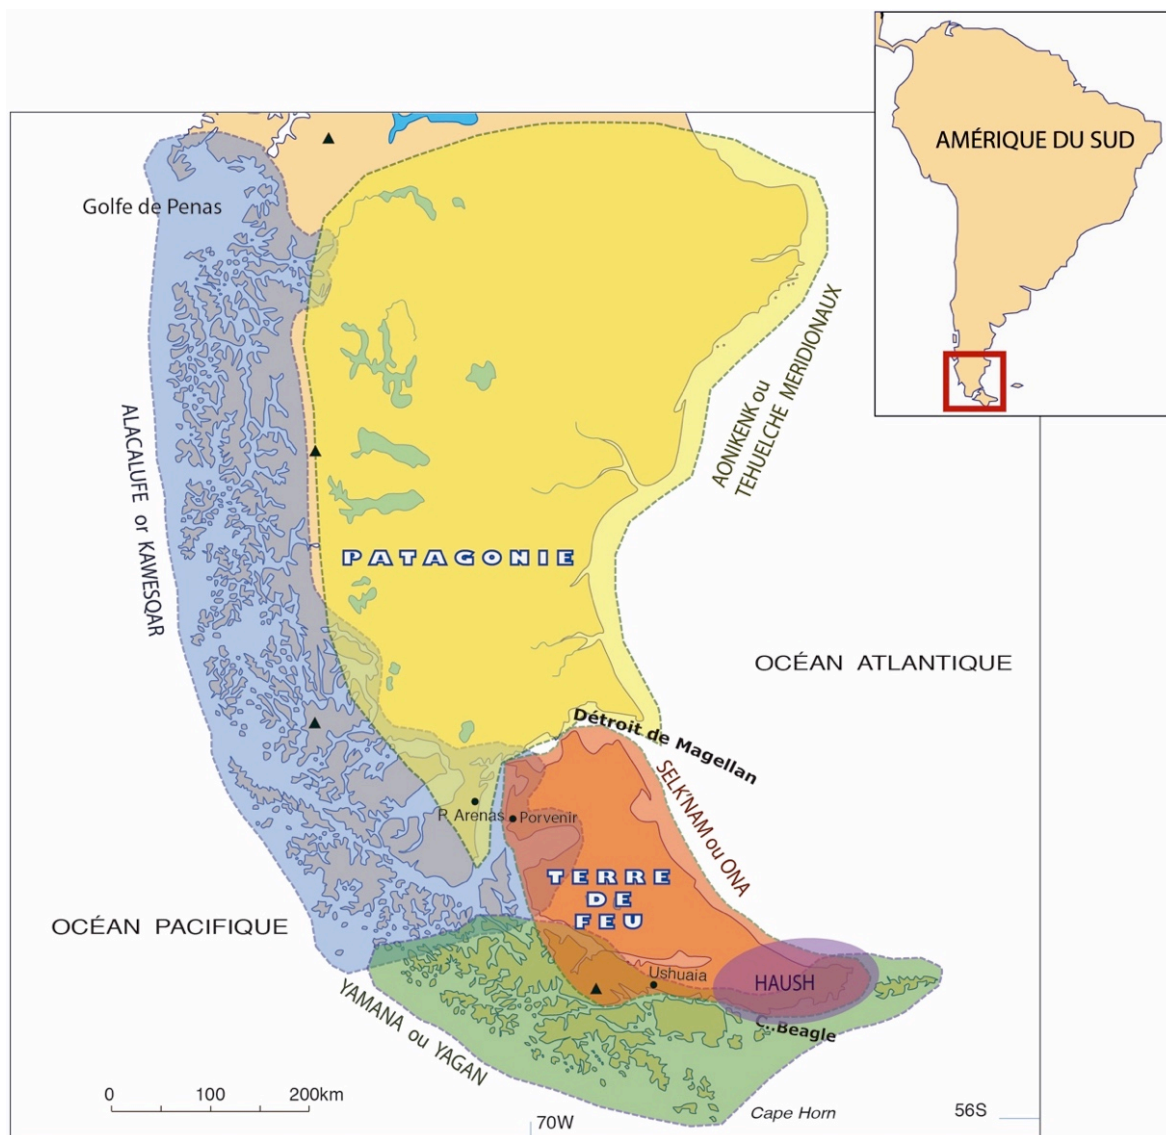 AMÉRIQUE DU SUD
Golfe de Penas
AONIKENK ou
TEHUELCHE MERIDIONAUX
ALACALUFE or KAWESQAR
PATAGONIE
OCÉAN ATLANTIQUE
Détroit de Magellan
SELK'NAM ou ONA
P. Arenas
Porvenir
TERRE
DE
FEU
OCÉAN PACIFIQUE
Ushuaia
HAUSH
YAMANA ou YAGAN
C..Beagle
0 100 200km
Cape Horn
56S
70W